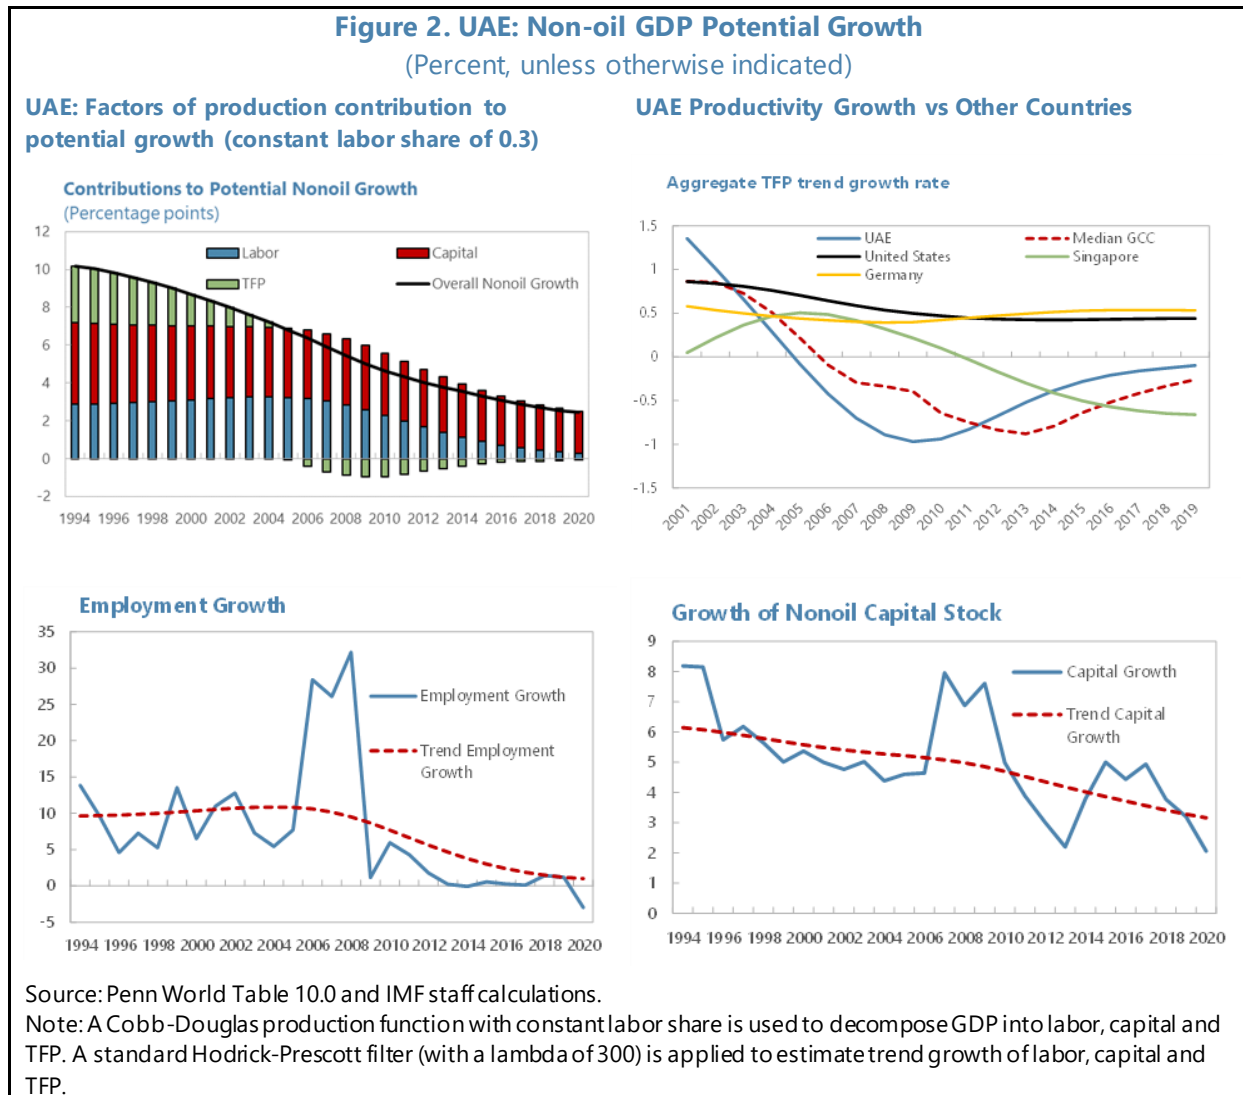 Figure 2. UAE: Non-oil GDP Potential Growth
(Percent, unless otherwise indicated)
UAE: Factors of production contribution to
potential growth (constant labor share of 0.3)
Contributions to Potential Nonoil Growth
(Percentage points)
12
10
8
6
4
2
0
-2
Labor
Capital
TFP
Overall Nonoil Growth
1994 1996 1998 2000 2002 2004 2006 2008 2010 2012 2014 2016 2018 2020
UAE Productivity Growth vs Other Countries
Aggregate TFP trend growth rate
1.5
1
0.5
0
-0.5
-1
-1.5
UAE
Median GCC
United States
Singapore
Germany
2001 2002 2003 2004 2005 2006 2007 2008 2009 2010 2011 2012 2013 2014 2015 2016 2017 2018 2019
Employment Growth
35
30
25
20
15
10
5
0
-5
Employment Growth
Trend Employment
Growth
1994 1996 1998 2000 2002 2004 2006 2008 2010 2012 2014 2016 2018 2020
Growth of Nonoil Capital Stock
9
8
7
6
5
4
3
2
1
0
Capital Growth
Trend Capital
Growth
1994 1996 1998 2000 2002 2004 2006 2008 2010 2012 2014 2016 2018 2020
Source: Penn World Table 10.0 and IMF staff calculations.
Note: A Cobb-Douglas production function with constant labor share is used to decompose GDP into labor, capital and
TFP. A standard Hodrick-Prescott filter (with a lambda of 300) is applied to estimate trend growth of labor, capital and
TFP.